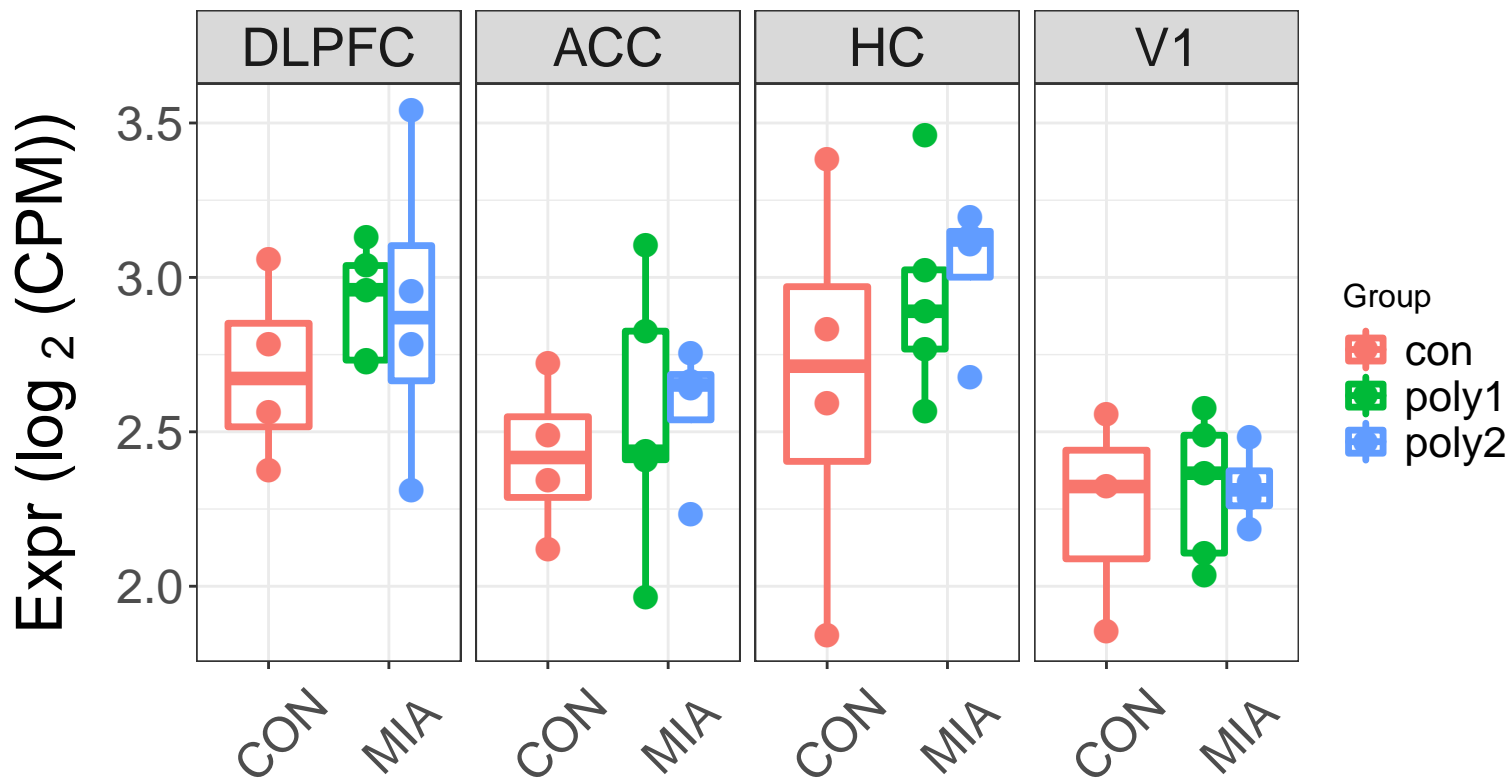 DLPFC ACC HC V1
Expr (log 2 (CPM))
3.5
3.0
2.5
2.0
CON MIA CON MIA CON MIA CON MIA
Group
con
poly1
poly2